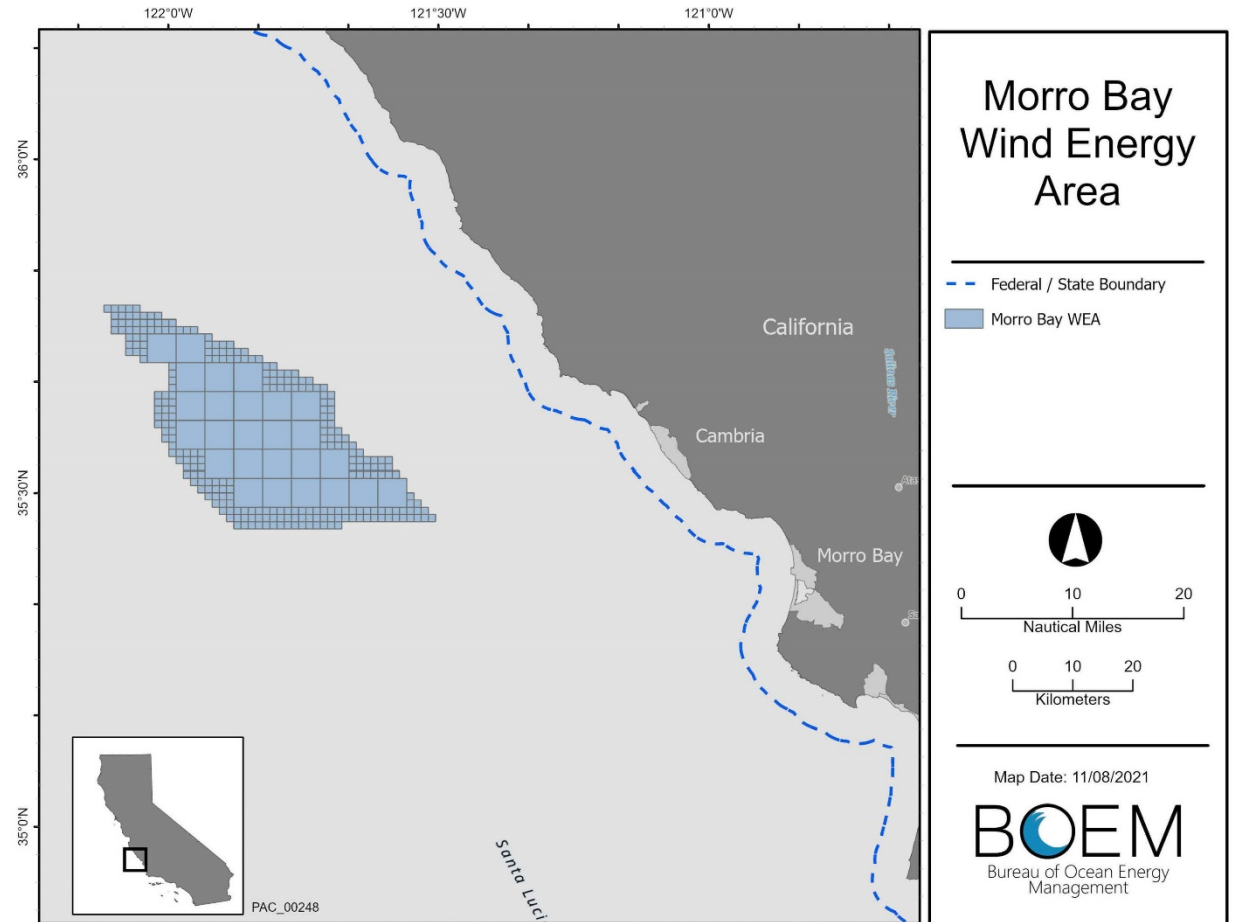 122°0'W
121°30'W
121°0'W
36°0'N
35°30'N
35°0'N
California
Cambria
Morro Bay
Santa Luci
PAC_00248
Morro Bay
Wind Energy
Area
Federal / State Boundary
Morro Bay WEA
0
10
20
Nautical Miles
0
10
20
Kilometers
Map Date: 11/08/2021
BOEM
Bureau of Ocean Energy
Management